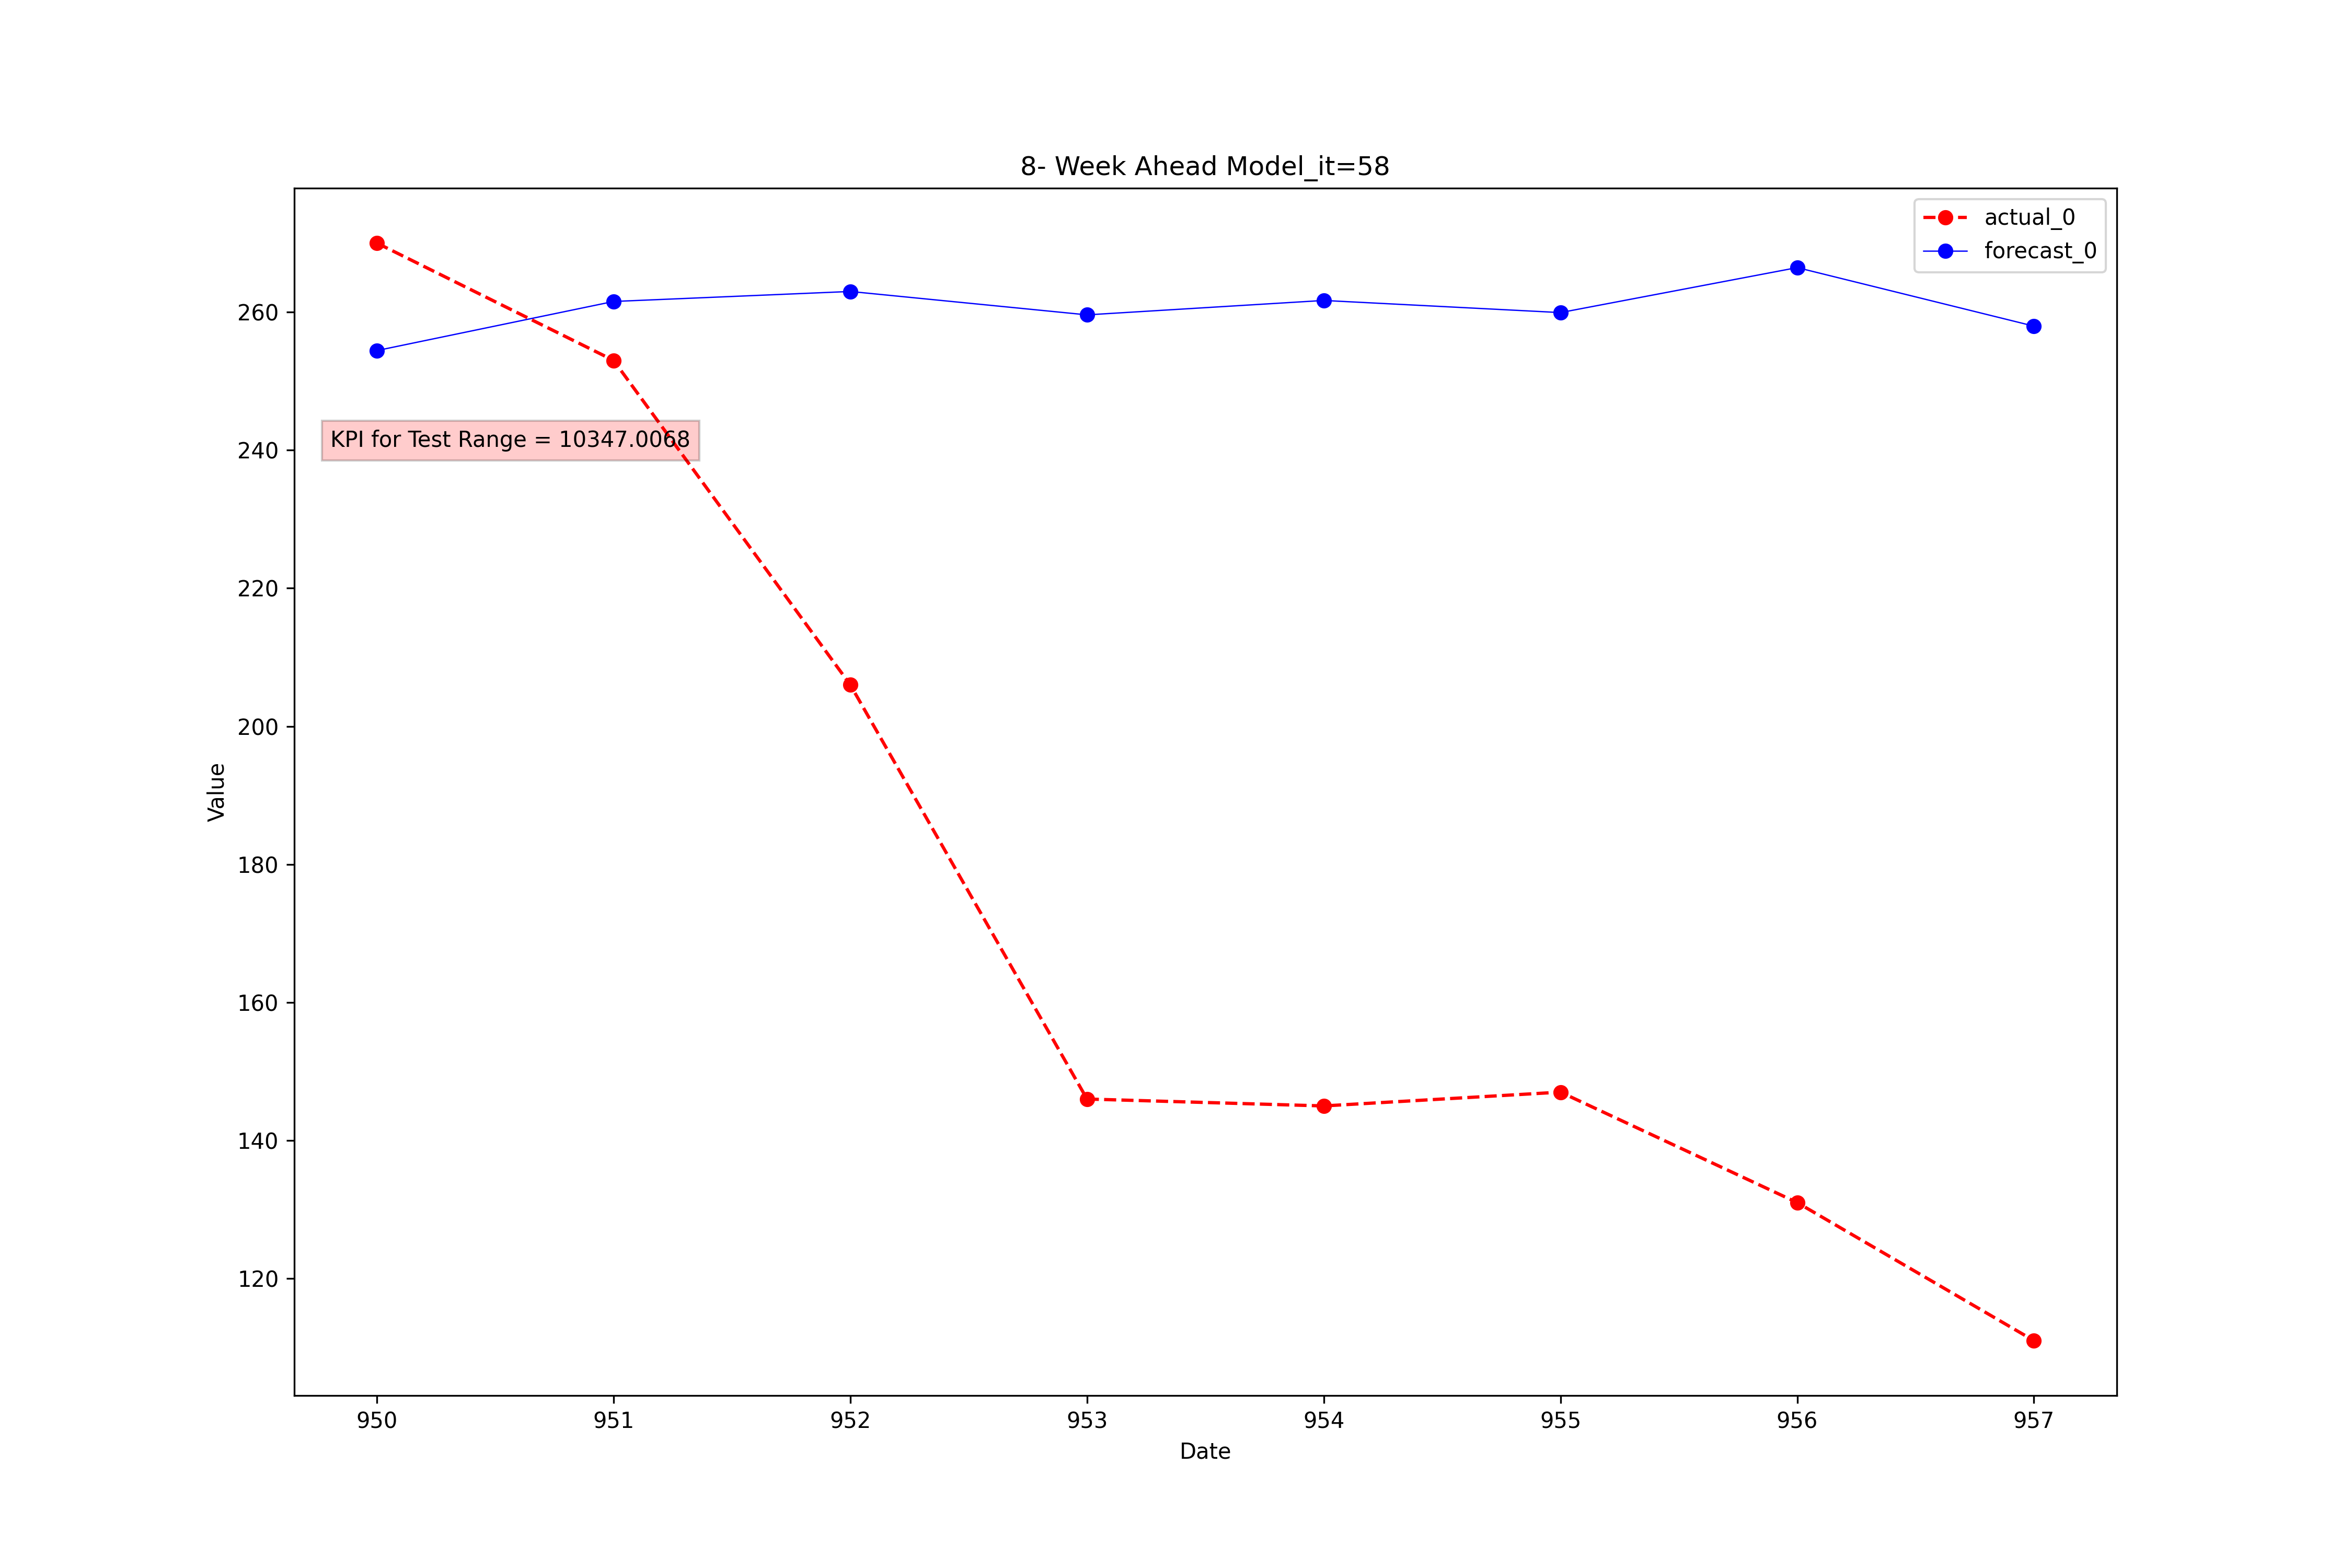 8- Week Ahead Model_it=58
actual_0
forecast_0
KPI for Test Range = 10347.0068
Value
260
240
220
200
180
160
140
120
950 951 952 953 954 955 956 957
Date